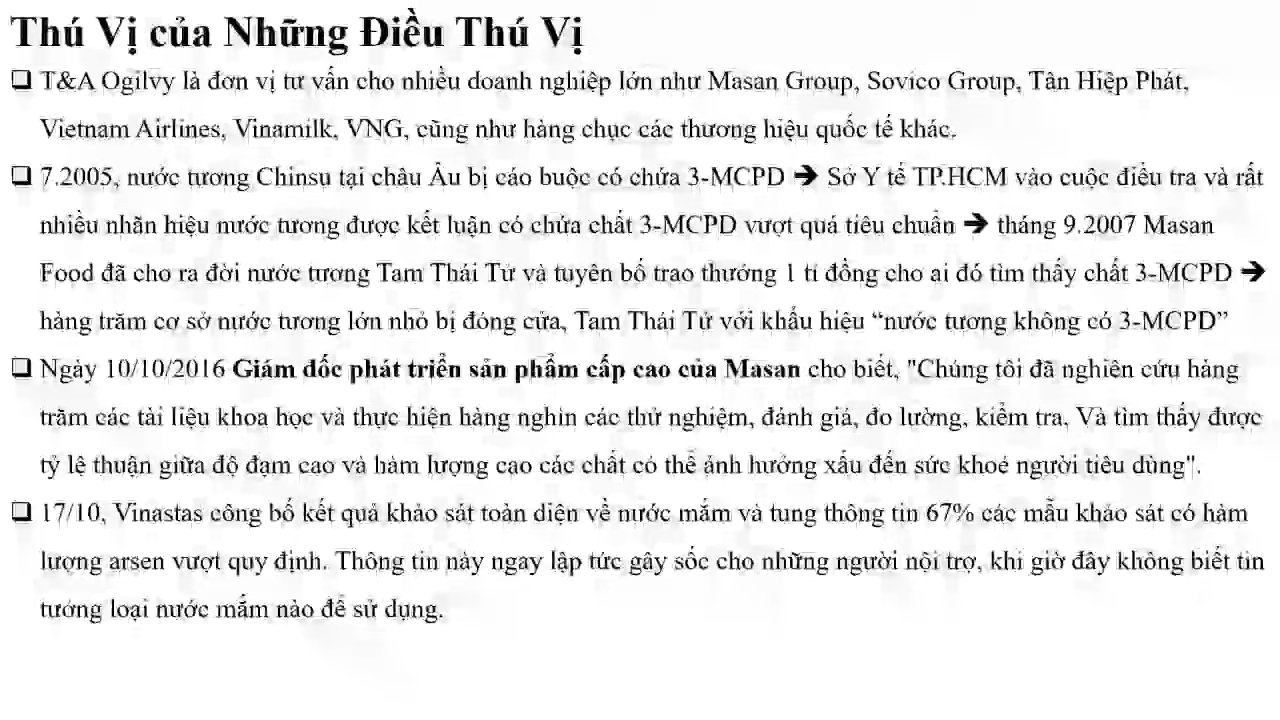 Thú Vị của Những Điều Thú Vị
❑ T&A Ogilvy là đơn vị tư vấn cho nhiều doanh nghiệp lớn như Masan Group, Sovico Group, Tân Hiệp Phát,
Vietnam Airlines, Vinamilk, VNG, cũng như hàng chục các thương hiệu quốc tế khác.
❑ 7.2005, nước tương Chinsu tại châu Âu bị cáo buộc có chứa 3-MCPD ➔ Sở Y tế TP.HCM vào cuộc điều tra và rất
nhiều nhãn hiệu nước tương được kết luận có chứa chất 3-MCPD vượt quá tiêu chuẩn ➔ tháng 9.2007 Masan
Food đã cho ra đời nước tương Tam Thái Tử và tuyên bố trao thưởng 1 tỉ đồng cho ai đó tìm thấy chất 3-MCPD ➔
hàng trăm cơ sở nước tương lớn nhỏ bị đóng cửa, Tam Thái Tử với khẩu hiệu “nước tương không có 3-MCPD”
❑ Ngày 10/10/2016 Giám đốc phát triển sản phẩm cấp cao của Masan cho biết, "Chúng tôi đã nghiên cứu hàng
trăm các tài liệu khoa học và thực hiện hàng nghìn các thử nghiệm, đánh giá, đo lường, kiểm tra, Và tìm thấy được
tỷ lệ thuận giữa độ đạm cao và hàm lượng cao các chất có thể ảnh hưởng xấu đến sức khoẻ người tiêu dùng".
❑ 17/10, Vinastas công bố kết quả khảo sát toàn diện về nước mắm và tung thông tin 67% các mẫu khảo sát có hàm
lượng arsen vượt quy định. Thông tin này ngay lập tức gây sốc cho những người nội trợ, khi giờ đây không biết tin
tưởng loại nước mắm nào để sử dụng.